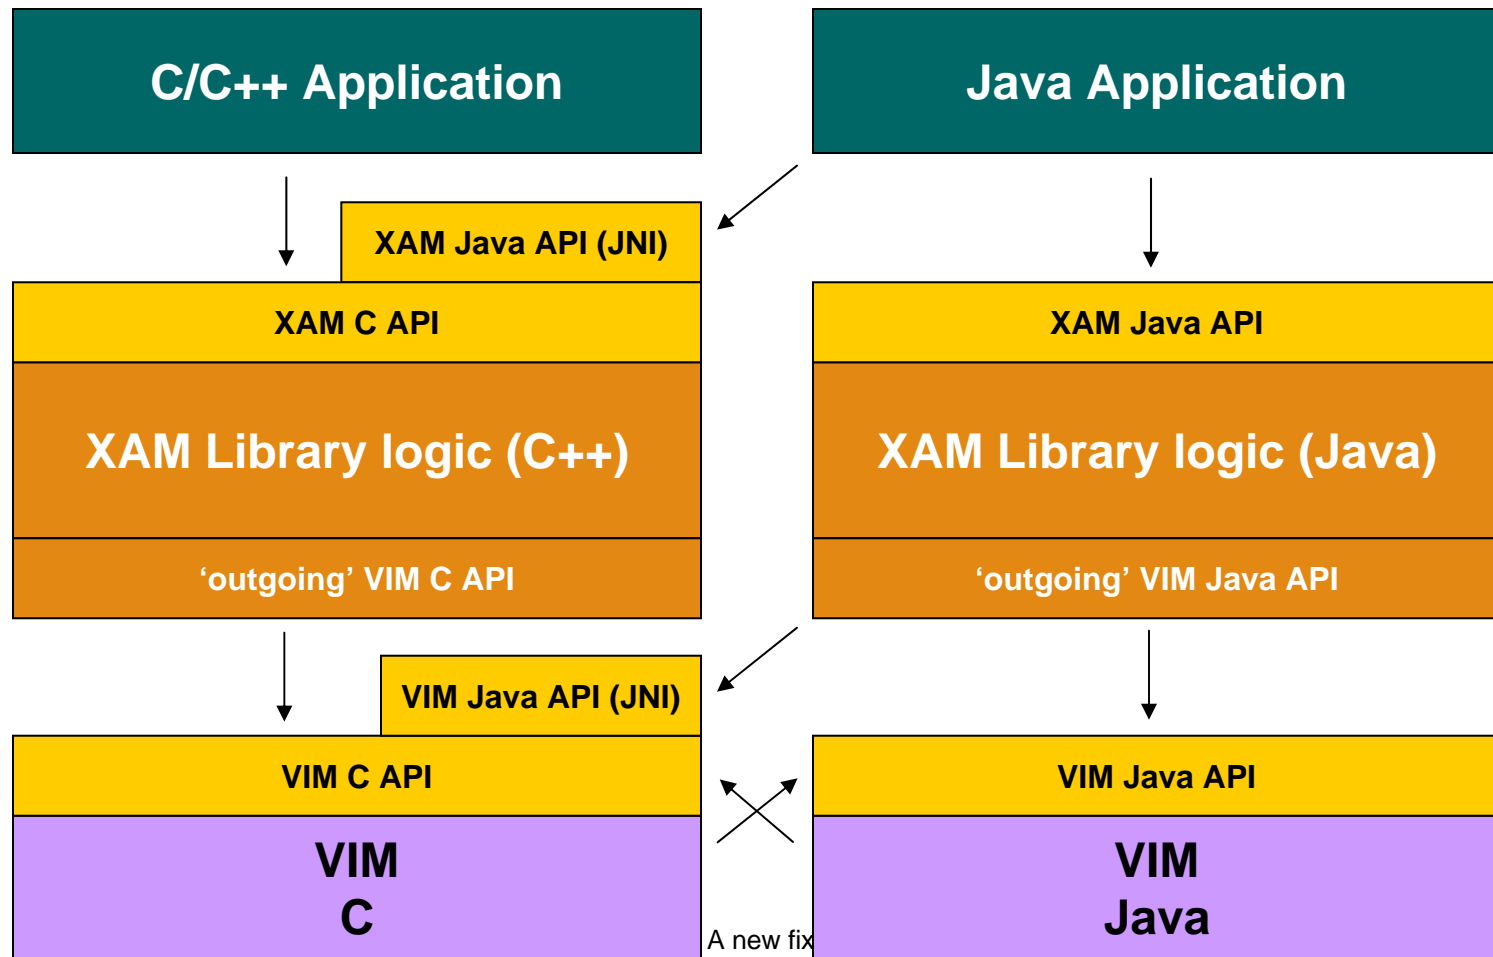 C/C++ Application
Java Application
XAM Java API (JNI)
XAM C API
XAM Java API
XAM Library logic (C++)
XAM Library logic (Java)
‘outgoing’ VIM C API
‘outgoing’ VIM Java API
VIM Java API (JNI)
VIM C API
VIM Java API
VIM
C
VIM
Java
A new fix